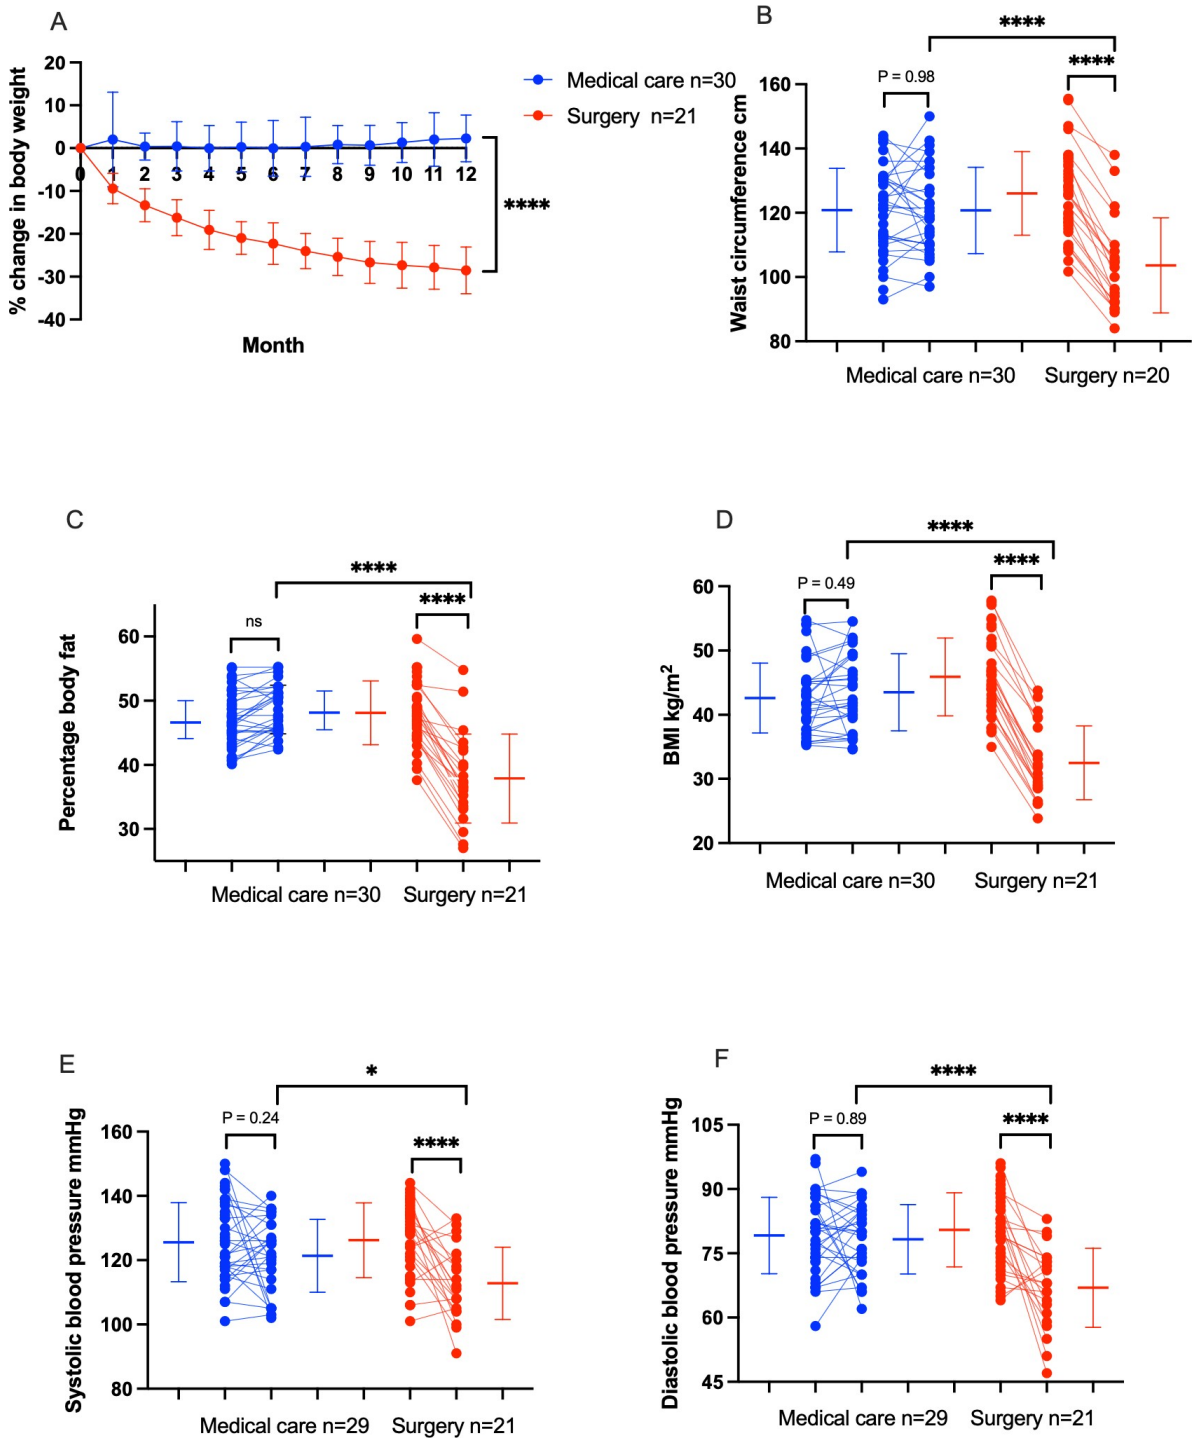 A
% change in body weight
20
10
0
-10
-20
-30
-40
0 1 2 3 4 5 6 7 8 9 10 11 12
Month
Medical care n=30
Surgery n=21
****
B
Waist circumference cm
160
140
120
100
80
****
****
P = 0.98
Medical care n=30 Surgery n=20
C
Percentage body fat
60
50
40
30
****
****
ns
Medical care n=30 Surgery n=21
D
BMI kg/m²
60
50
40
30
20
****
****
P = 0.49
Medical care n=30 Surgery n=21
E
Systolic blood pressure mmHg
160
140
120
100
80
*
****
P = 0.24
Medical care n=29 Surgery n=21
F
Diastolic blood pressure mmHg
105
90
75
60
45
****
****
P = 0.89
Medical care n=29 Surgery n=21